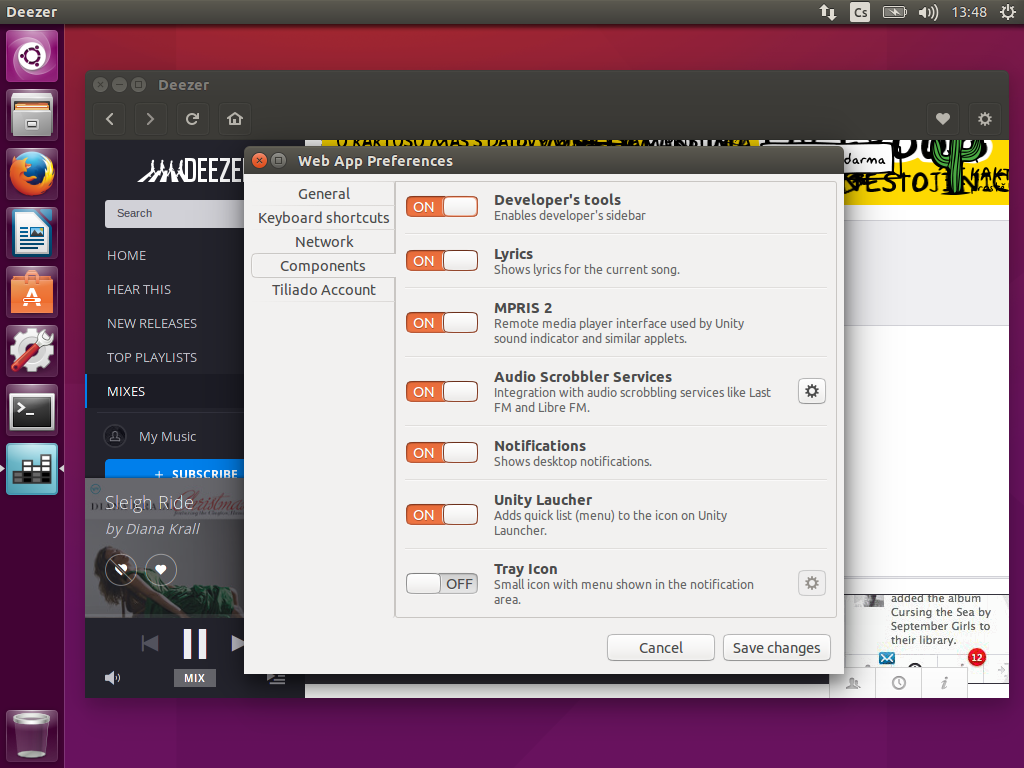 Deezer
Cs
13:48
Deezer
DEEZE
darma
Web App Preferences
Search
HOME
HEAR THIS
NEW RELEASES
TOP PLAYLISTS
MIXES
My Music
+ SUBSCRIBE
Sleigh Ride
by Diana Krall
MIX
General
Keyboard shortcuts
Network
Components
Tiliado Account
ON
Developer's tools
Enables developer's sidebar
ON
Lyrics
Shows lyrics for the current song.
ON
MPRIS 2
Remote media player interface used by Unity
sound indicator and similar applets.
ON
Audio Scrobbler Services
Integration with audio scrobbling services like Last
FM and Libre FM.
ON
Notifications
Shows desktop notifications.
ON
Unity Laucher
Adds quick list (menu) to the icon on Unity
Launcher.
OFF
Tray Icon
Small icon with menu shown in the notification
area.
Cancel
Save changes
added the album
Cursing the Sea by
September Girls to
their library.
12